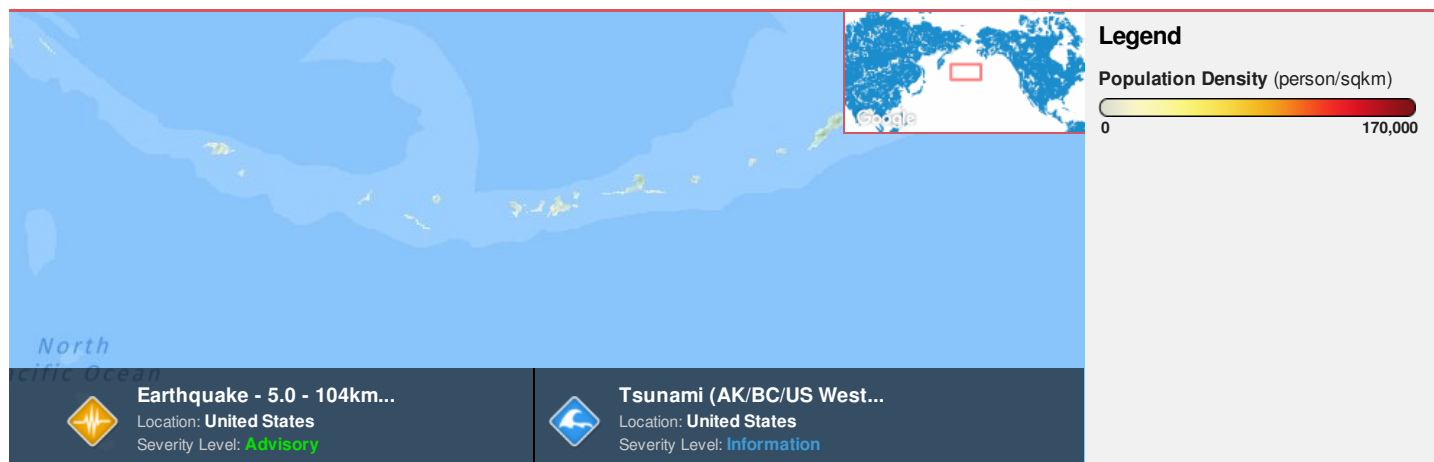 Google
Legend
Population Density (person/sqkm)
0 170,000
North
cific Ocean
Earthquake - 5.0 - 104km...
Location: United States
Severity Level: Advisory
Tsunami (AK/BC/US West...
Location: United States
Severity Level: Information